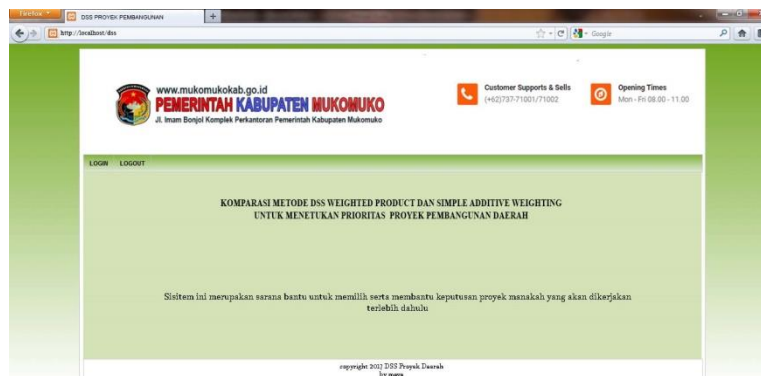 Firefox
DSS PROYEK PEMBANGUNAN
http://localhost/dss
Google
www.mukomukokab.go.id
PEMERINTAH KABUPATEN MUKOMUKO
Jl. Imam Bonjol Komplek Perkantoran Pemerintah Kabupaten Mukomuko
Customer Supports & Sells
(+62)737-71001/71002
Opening Times
Mon - Fri 08.00 - 11.00
LOGIN LOGOUT
KOMPARASI METODE DSS WEIGHTED PRODUCT DAN SIMPLE ADDITIVE WEIGHTING
UNTUK MENETUKAN PRIORITAS PROYEK PEMBANGUNAN DAERAH
Sisitem ini merupakan sarana bantu untuk memilih serta membantu keputusan proyek manakah yang akan dikerjakan
terlebih dahulu
copyright 2013 DSS Proyek Daerah
by